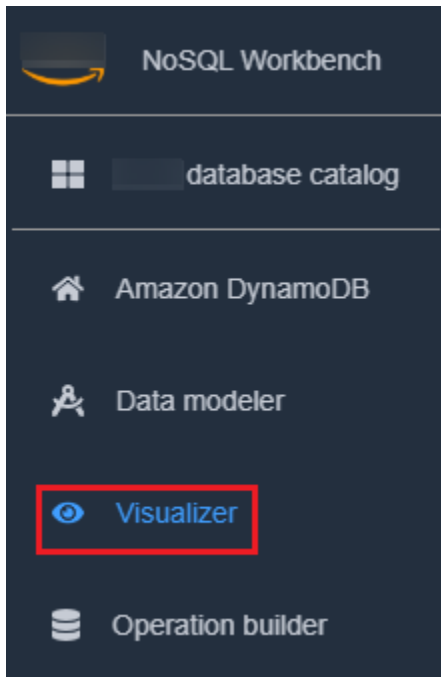 NoSQL Workbench
database catalog
Amazon DynamoDB
Data modeler
Visualizer
Operation builder